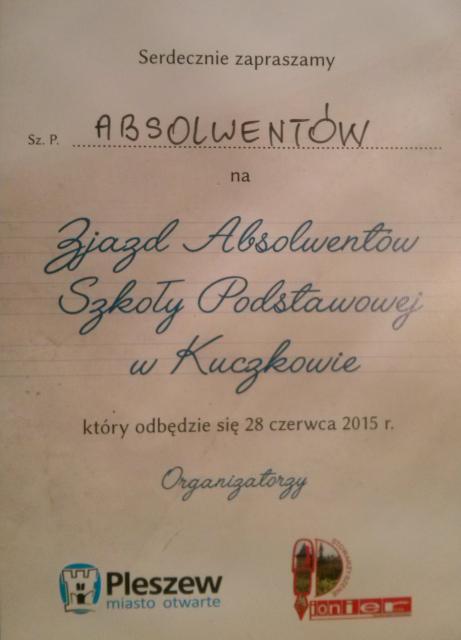 Serdecznie zapraszamy
Sz. P. ABSOLWENTÓW
na
Zjazd Absolwentów
Szkoły Podstawowej
w Kuczkowie
który odbędzie się 28 czerwca 2015 r.
Organizatorzy
Pleszew
miasto otwarte
STOWARZYSZENIE
Pionier